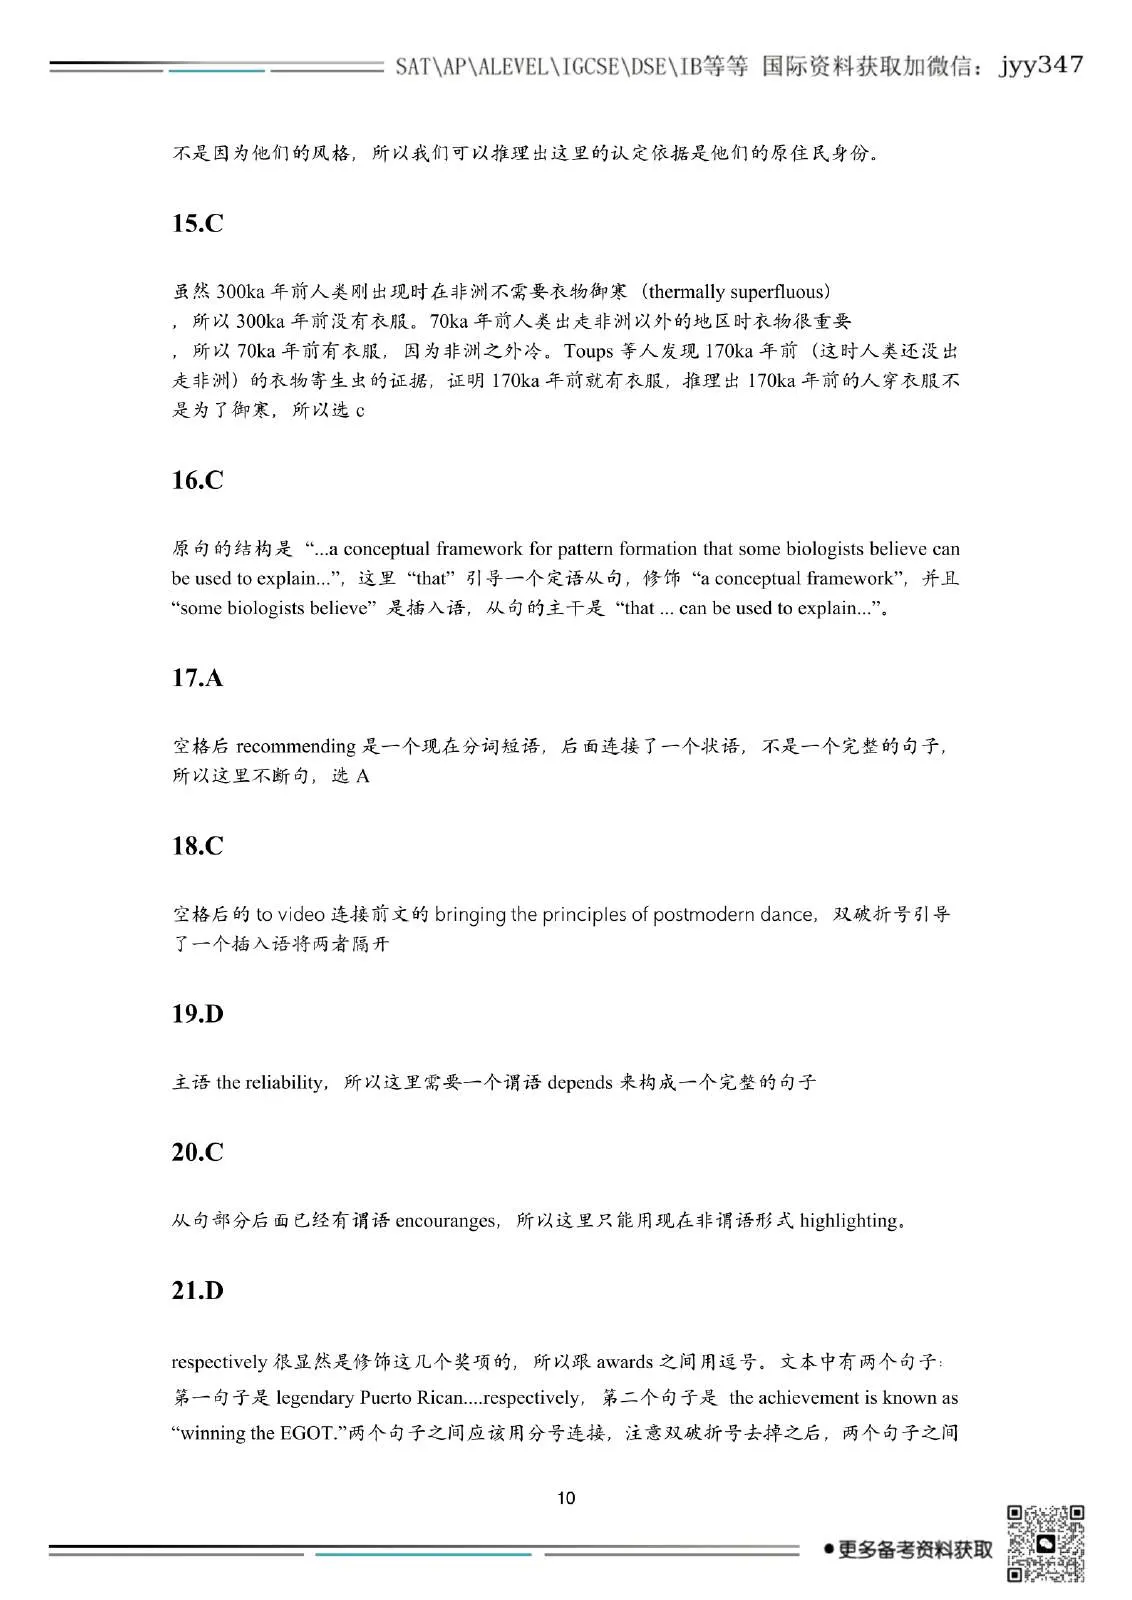 SAT\AP\ALEVEL\IGCSE\DSE\IB等等 国际资料获取加微信：jyy347
不是因为他们的风格，所以我们可以推理出这里的认定依据是他们的原住民身份。
15.C
虽然 300ka 年前人类刚出现时在非洲不需要衣物御寒（thermally superfluous）
，所以 300ka 年前没有衣服。70ka 年前人类出走非洲以外的地区时衣物很重要
，所以 70ka 年前有衣服，因为非洲之外冷。Toups 等人发现 170ka 年前（这时人类还没出
走非洲）的衣物寄生虫的证据，证明 170ka 年前就有衣服，推理出 170ka 年前的人穿衣服不
是为了御寒，所以选 c
16.C
原句的结构是 “...a conceptual framework for pattern formation that some biologists believe can
be used to explain...”，这里 “that” 引导一个定语从句，修饰 “a conceptual framework”，并且
“some biologists believe” 是插入语，从句的主干是 “that ... can be used to explain...”。
17.A
空格后 recommending 是一个现在分词短语，后面连接了一个状语，不是一个完整的句子，
所以这里不断句，选 A
18.C
空格后的 to video 连接前文的 bringing the principles of postmodern dance，双破折号引导
了一个插入语将两者隔开
19.D
主语 the reliability，所以这里需要一个谓语 depends 来构成一个完整的句子
20.C
从句部分后面已经有谓语 encouranges，所以这里只能用现在非谓语形式 highlighting。
21.D
respectively 很显然是修饰这几个奖项的，所以跟 awards 之间用逗号。文本中有两个句子：
第一句子是 legendary Puerto Rican....respectively，第二个句子是 the achievement is known as
“winning the EGOT.”两个句子之间应该用分号连接，注意双破折号去掉之后，两个句子之间
10
●更多备考资料获取